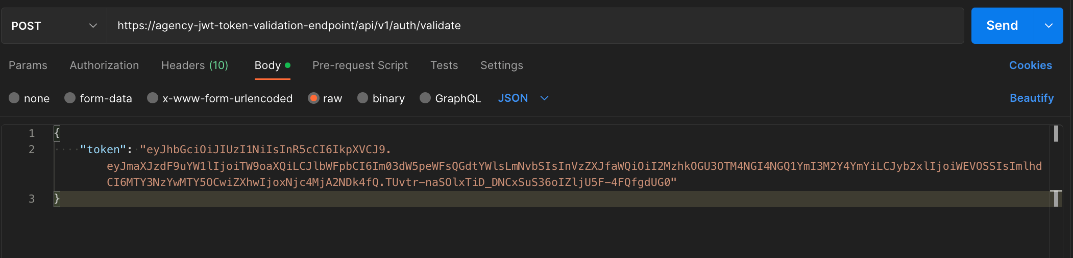 POST
https://agency-jwt-token-validation-endpoint/api/v1/auth/validate
Send
Params Authorization Headers (10) Body Pre-request Script Tests Settings Cookies
none form-data x-www-form-urlencoded raw binary GraphQL JSON Beautify
1 {
2 "token": "eyJhbGciOiJIUzI1NiIsInR5cCI6IkpXVCJ9.
eyJmaXJzdF9uYW1lIjoiTW9oaXQiLCJlbWFpbCI6Im03dW5peWFsQGdtYWlsLmNvbSIsInVzZXJfaWQiOiI2MzhkOGU3OTM4NGI4NGQ1YmI3M2Y4YmYiLCJyb2xlIjoiWEVOSSIsImlhd
CI6MTY3NzYwMTY5OCwiZXhwIjoxNjc4MjA2NDk4fQ.TUvtr-naSOlxTiD_DNCxSuS36oIZljU5F-4FQfgdUG0"
3 }